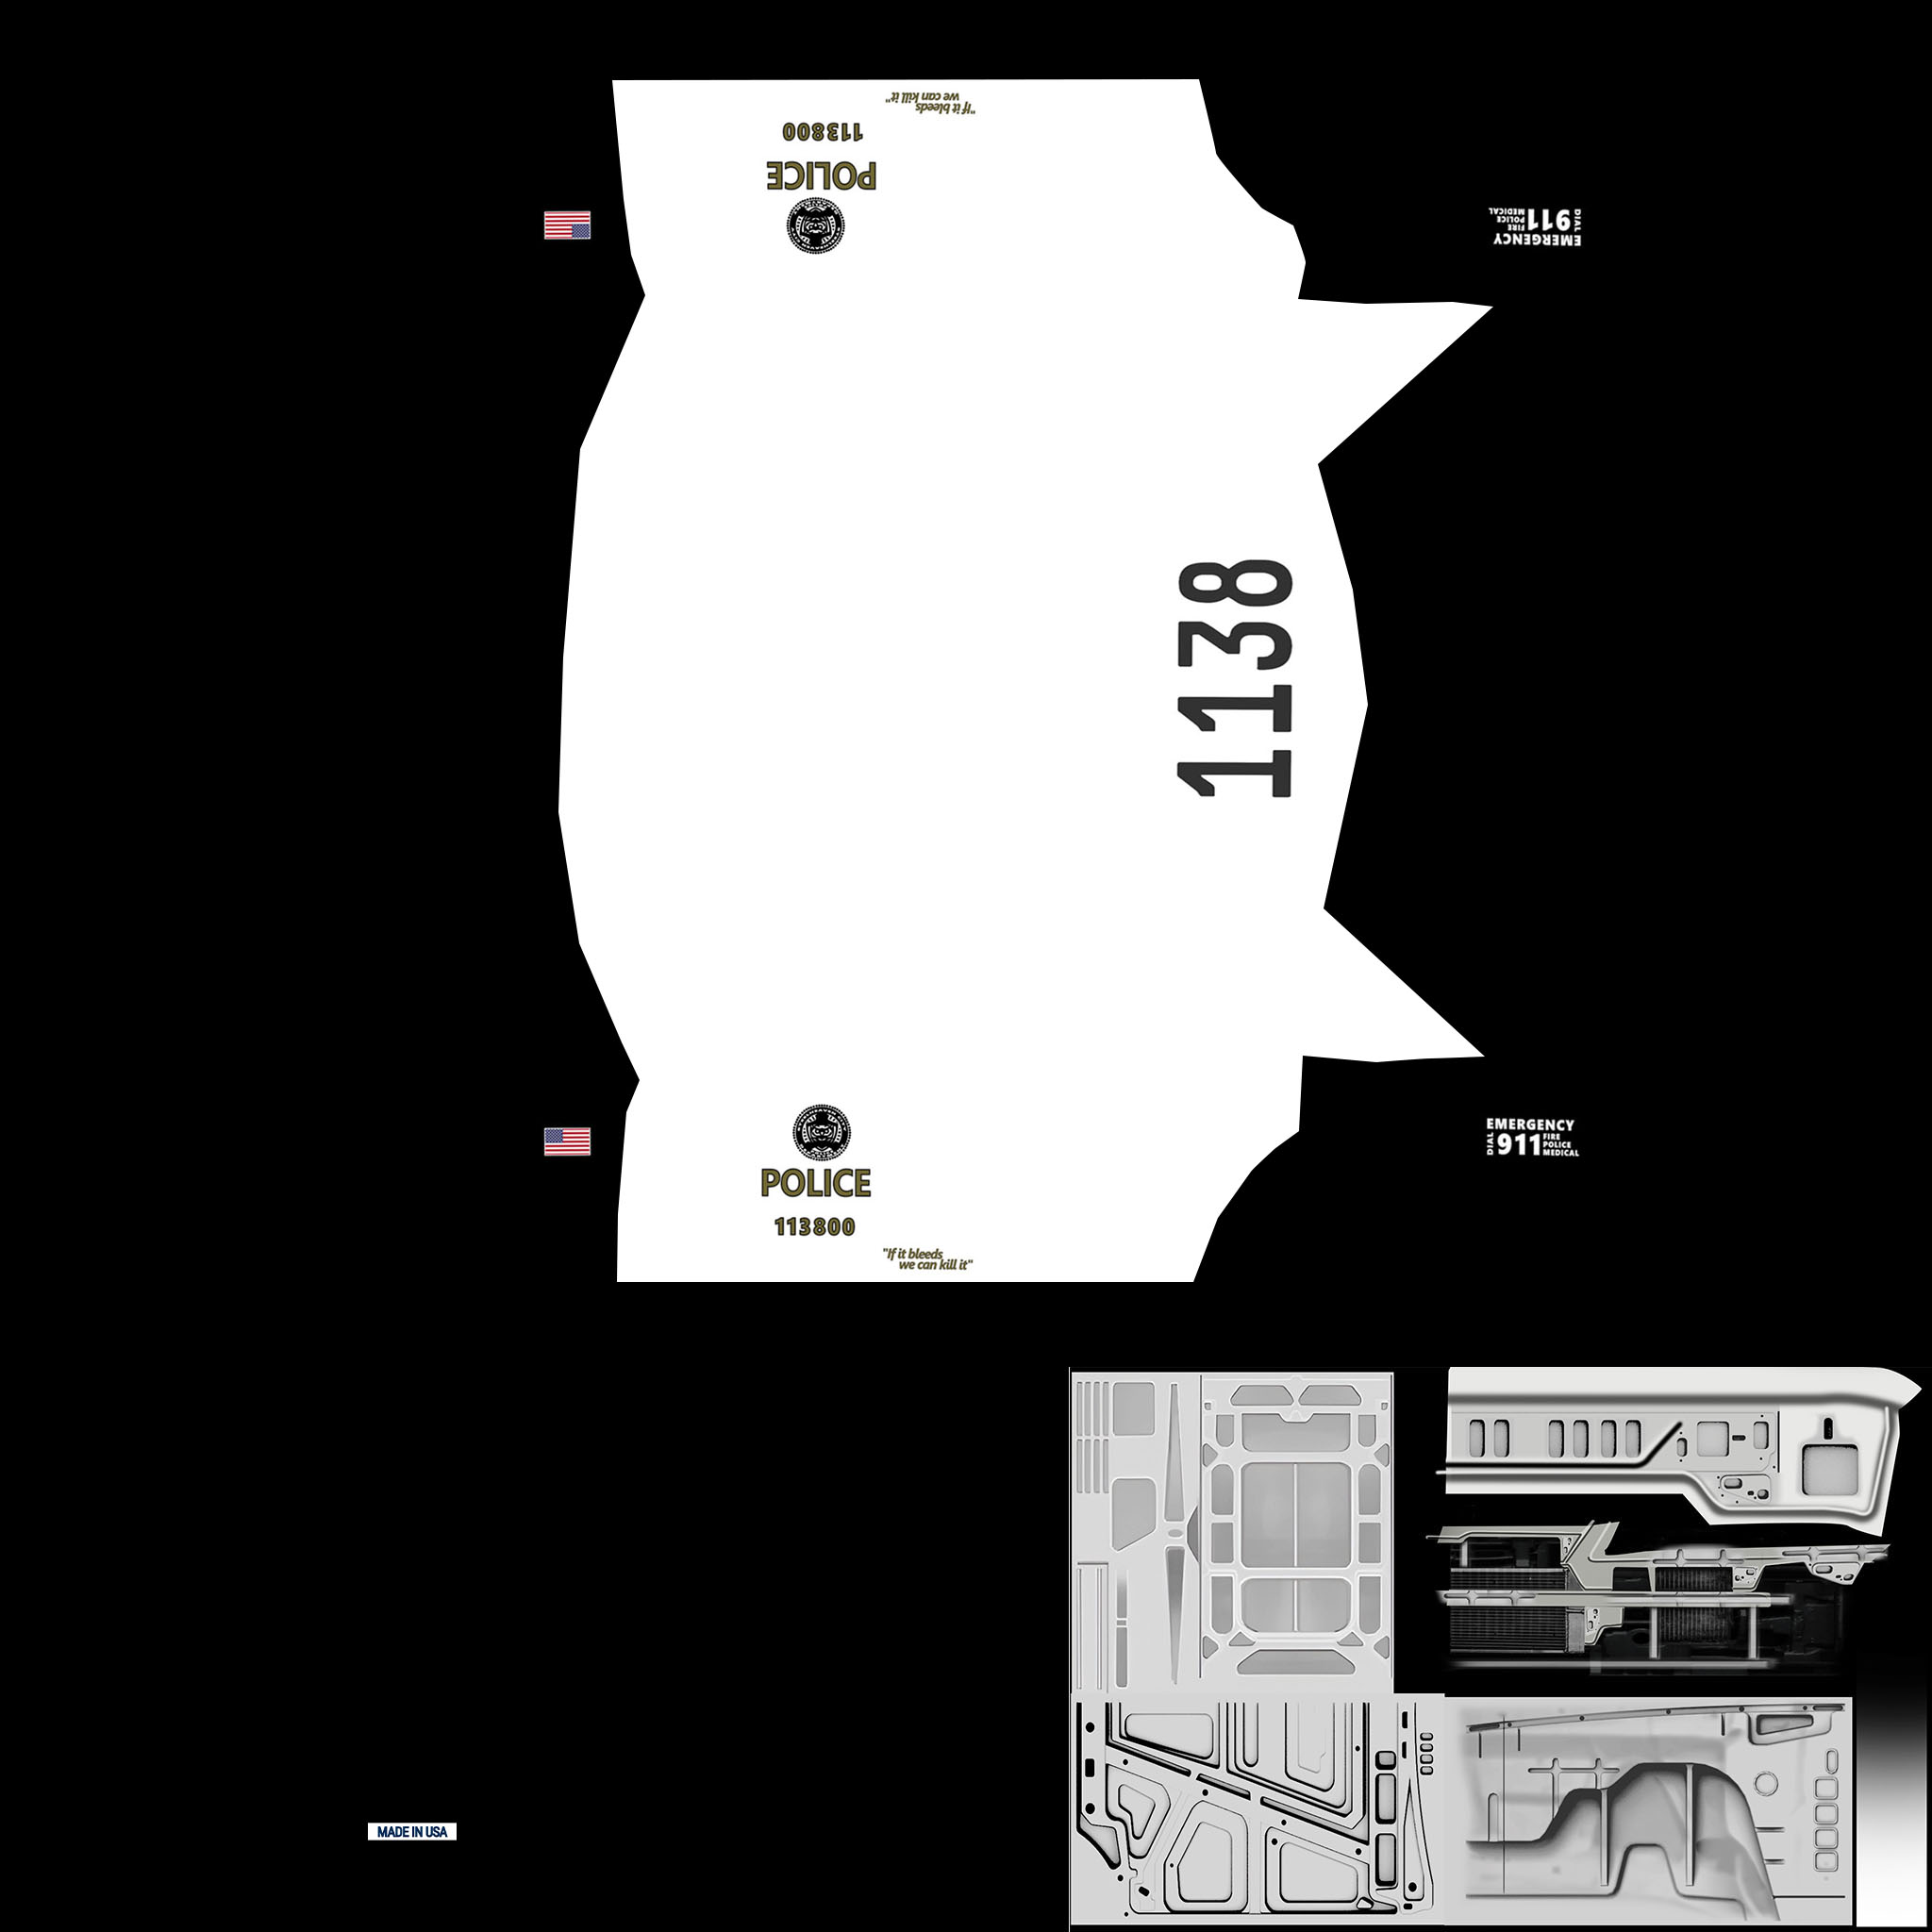 "If it bleeds
we can kill it"
113800
POLICE
EMERGENCY
DIAL 911 FIRE
POLICE
MEDICAL
1138
POLICE
113800
"If it bleeds
we can kill it"
EMERGENCY
DIAL 911 FIRE
POLICE
MEDICAL
MADE IN USA